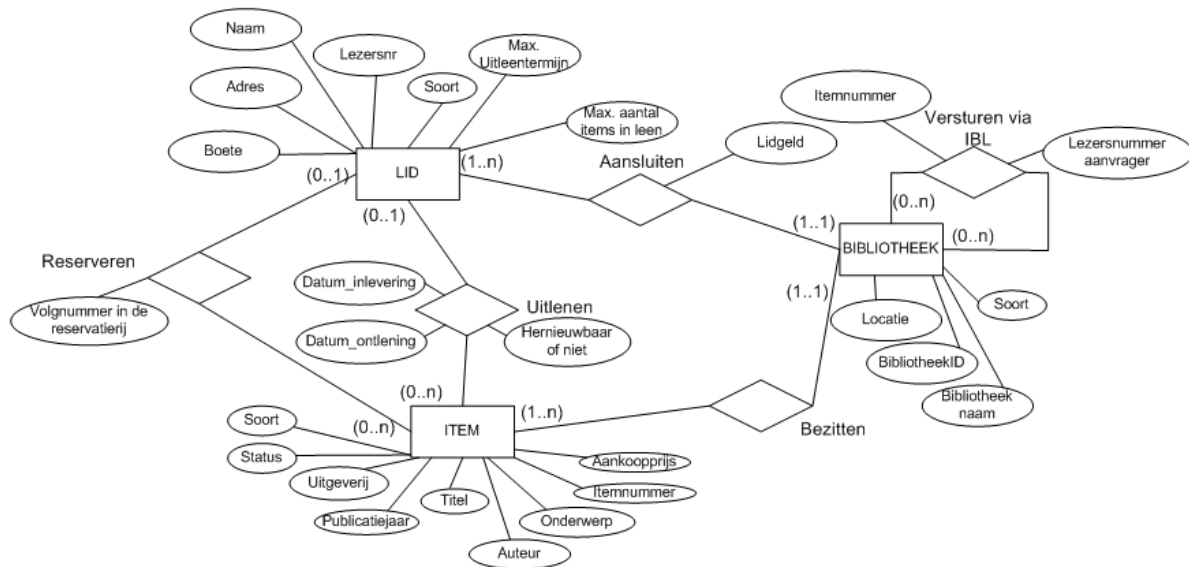 Naam
Lezersnr
Max.
Uitleentermijn
Adres
Soort
Boete
Max. aantal
items in leen
LID
(0..1)
(1..n)
(0..1)
Aansluiten
Lidgeld
Itemnummer
Versturen via
IBL
Lezersnummer
aanvrager
(0..n)
(0..n)
(1..1)
BIBLIOTHEEK
(1..1)
Soort
Locatie
BibliotheekID
Bibliotheek
naam
Reserveren
Volgnummer in de
reservatierij
Datum_inlevering
Uitlenen
Datum_ontlening
Hernieuwbaar
of niet
(0..n)
(0..n)
(1..n)
ITEM
Bezitten
Soort
Status
Uitgeverij
Publicatiejaar
Titel
Auteur
Onderwerp
Itemnummer
Aankoopprijs